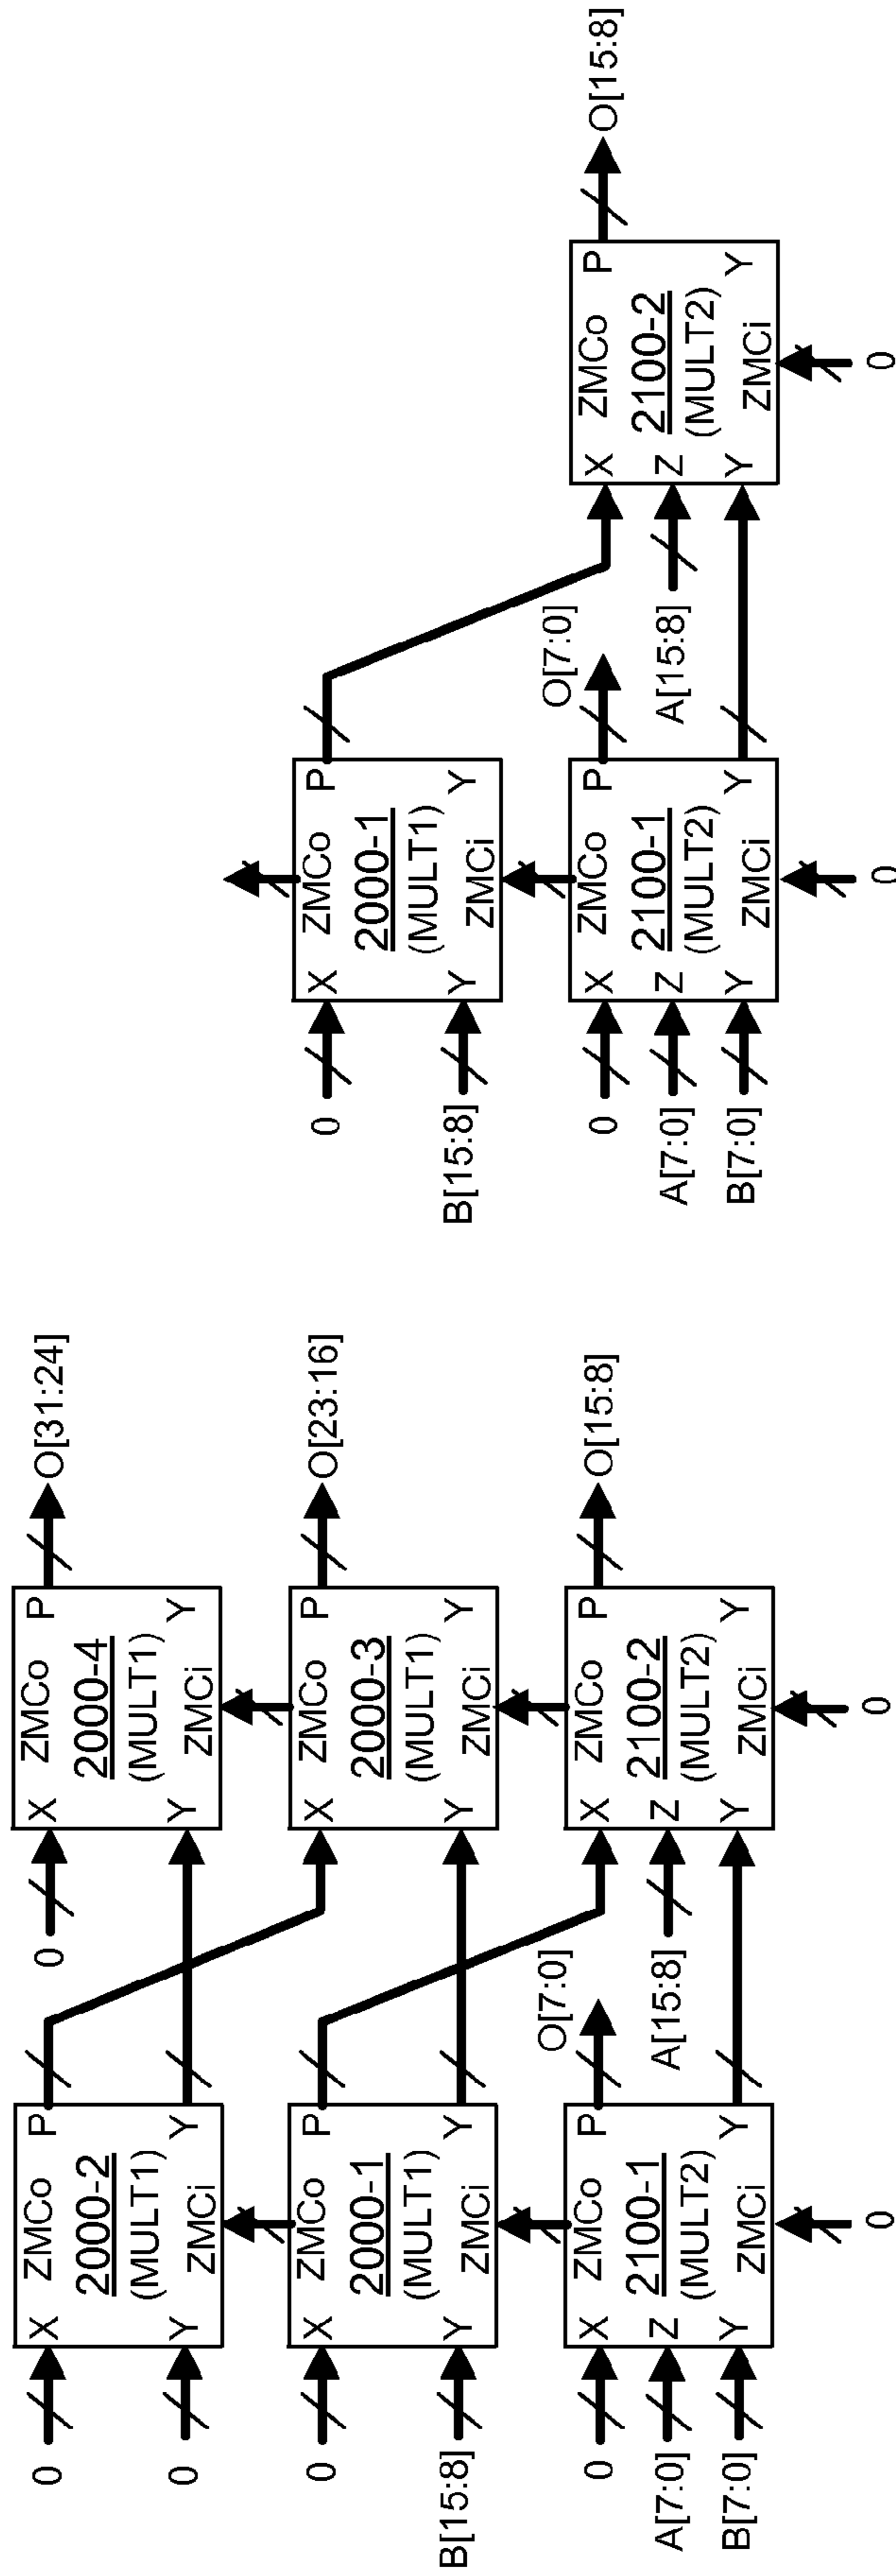 0
X ZMCo P
2000-2
(MULT1)
Y ZMCi Y
0
0
X ZMCo P
2000-4
(MULT1)
Y ZMCi Y
O[31:24]
0
X ZMCo P
2000-1
(MULT1)
Y ZMCi Y
B[15:8]
X ZMCo P
2000-3
(MULT1)
Y ZMCi Y
O[23:16]
0
A[7:0]
B[7:0]
X ZMCo P
Z 2100-1
(MULT2)
Y ZMCi Y
0
O[7:0]
A[15:8]
X ZMCo P
Z 2100-2
(MULT2)
Y ZMCi Y
0
O[15:8]
0
X ZMCo P
2000-1
(MULT1)
Y ZMCi Y
B[15:8]
0
A[7:0]
B[7:0]
X ZMCo P
Z 2100-1
(MULT2)
Y ZMCi Y
0
O[7:0]
A[15:8]
X ZMCo P
Z 2100-2
(MULT2)
Y ZMCi Y
0
O[15:8]